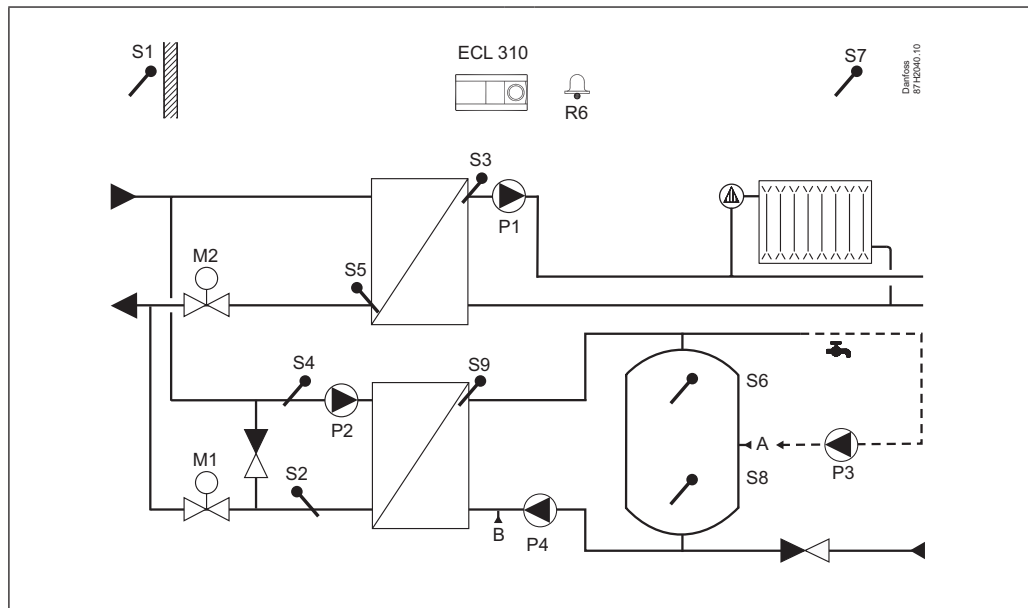 S1
ECL 310
S7
Danfoss
87H2040.10
R6
S3
P1
M2
S5
S4
S9
S6
P2
A
P3
M1
S2
S8
B
P4